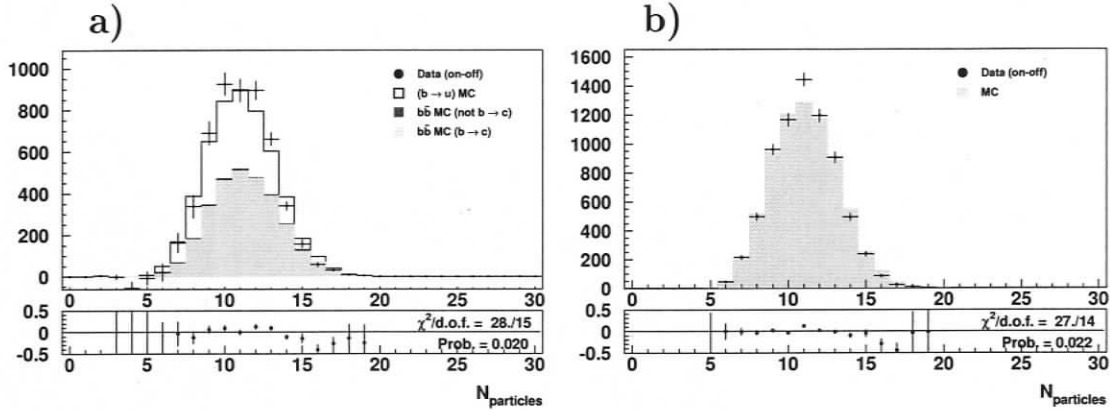 a)
1000
800
600
400
200
0
Data (on-off)
(b → u) MC
bb̄ MC (not b → c)
bb̄ MC (b → c)
0 5 10 15 20 25 30
0.5
0
-0.5
χ²/d.o.f. = 28./15
Prob. = 0.020
0 5 10 15 20 25 30
N particles
b)
1600
1400
1200
1000
800
600
400
200
0
Data (on-off)
MC
0 5 10 15 20 25 30
0.5
0
-0.5
χ²/d.o.f. = 27./14
Prob. = 0.022
0 5 10 15 20 25 30
N particles